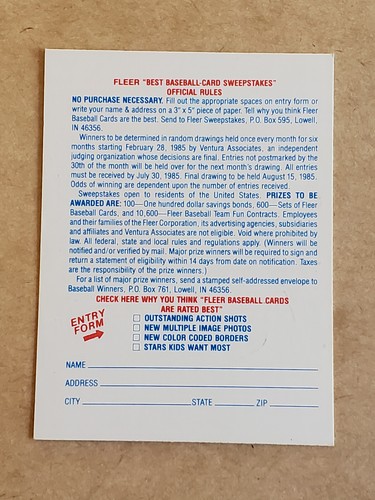 FLEER "BEST BASEBALL-CARD SWEEPSTAKES"
OFFICIAL RULES
NO PURCHASE NECESSARY. Fill out the appropriate spaces on entry form or
write your name & address on a 3" x 5" piece of paper. Tell why you think Fleer
Baseball Cards are the best. Send to Fleer Sweepstakes, P.O. Box 595, Lowell,
IN 46356.
Winners to be determined in random drawings held once every month for six
months starting February 28, 1985 by Ventura Associates, an independent
judging organization whose decisions are final. Entries not postmarked by the
30th of the month will be held over for the next month's drawing. All entries
must be received by July 30, 1985. Final drawing to be held August 15, 1985.
Odds of winning are dependent upon the number of entries received.
Sweepstakes open to residents of the United States. PRIZES TO BE
AWARDED ARE: 100—One hundred dollar savings bonds, 600—Sets of Fleer
Baseball Cards, and 10,600—Fleer Baseball Team Fun Contracts. Employees
and their families of the Fleer Corporation, its advertising agencies, subsidiaries
and affiliates and Ventura Associates are not eligible. Void where prohibited by
law. All federal, state and local rules and regulations apply. (Winners will be
notified and/or verified by mail. Major prize winners will be required to sign and
return a statement of eligibility within 14 days from date on notification. Taxes
are the responsibility of the prize winners.)
For a list of major prize winners, send a stamped self-addressed envelope to
Baseball Winners, P.O. Box 761, Lowell, IN 46356.
CHECK HERE WHY YOU THINK "FLEER BASEBALL CARDS
ARE RATED BEST"
ENTRY
FORM
OUTSTANDING ACTION SHOTS
NEW MULTIPLE IMAGE PHOTOS
NEW COLOR CODED BORDERS
STARS KIDS WANT MOST
NAME
ADDRESS
CITY STATE ZIP